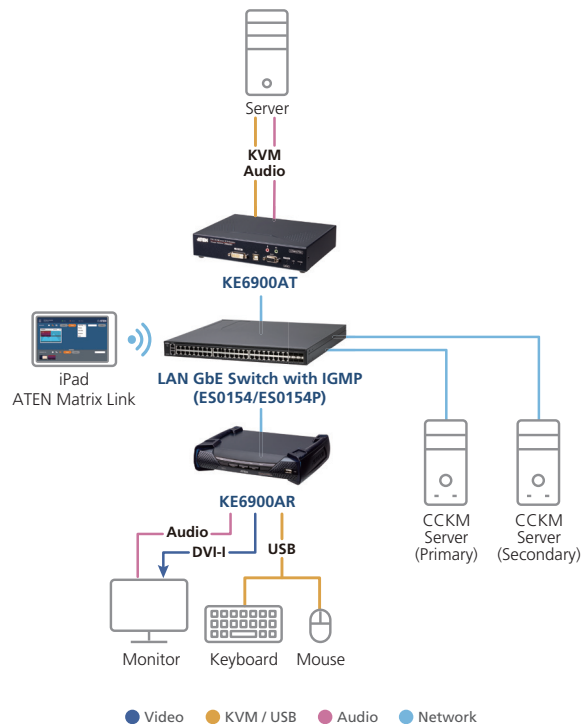 Server
KVM
Audio
KE6900AT
iPad
ATEN Matrix Link
LAN GbE Switch with IGMP
(ES0154/ES0154P)
KE6900AR
CCKM
Server
(Primary)
CCKM
Server
(Secondary)
Audio
DVI-I
USB
Monitor
Keyboard
Mouse
Video
KVM / USB
Audio
Network